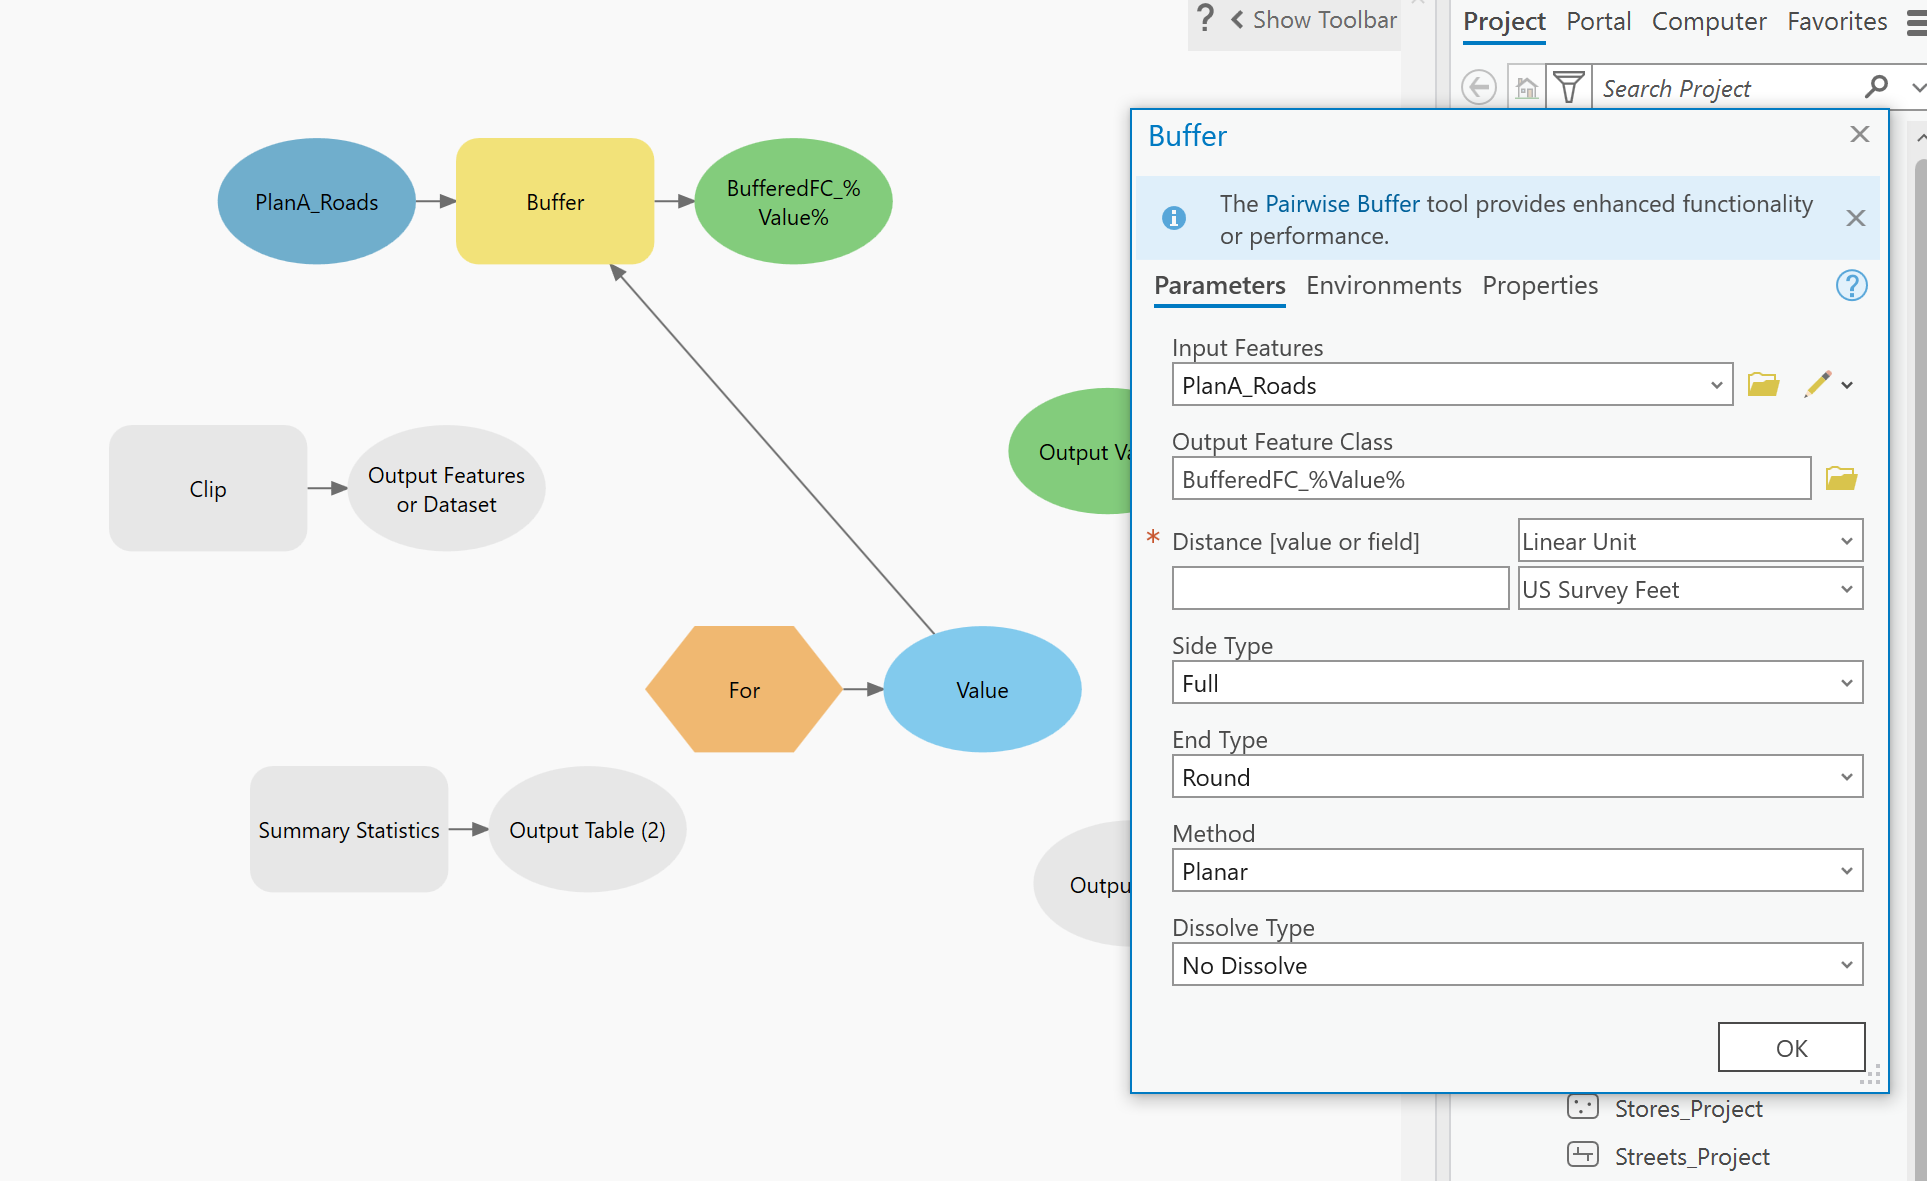 ? Show Toolbar
Project Portal Computer Favorites
Search Project
PlanA_Roads
Buffer
BufferedFC_%
Value%
Clip
Output Features
or Dataset
For
Value
Summary Statistics
Output Table (2)
Output
Buffer
The Pairwise Buffer tool provides enhanced functionality
or performance.
Parameters Environments Properties
?
Input Features
PlanA_Roads
Output Feature Class
BufferedFC_%Value%
* Distance [value or field]
Linear Unit
US Survey Feet
Side Type
Full
End Type
Round
Method
Planar
Dissolve Type
No Dissolve
OK
Stores_Project
Streets_Project